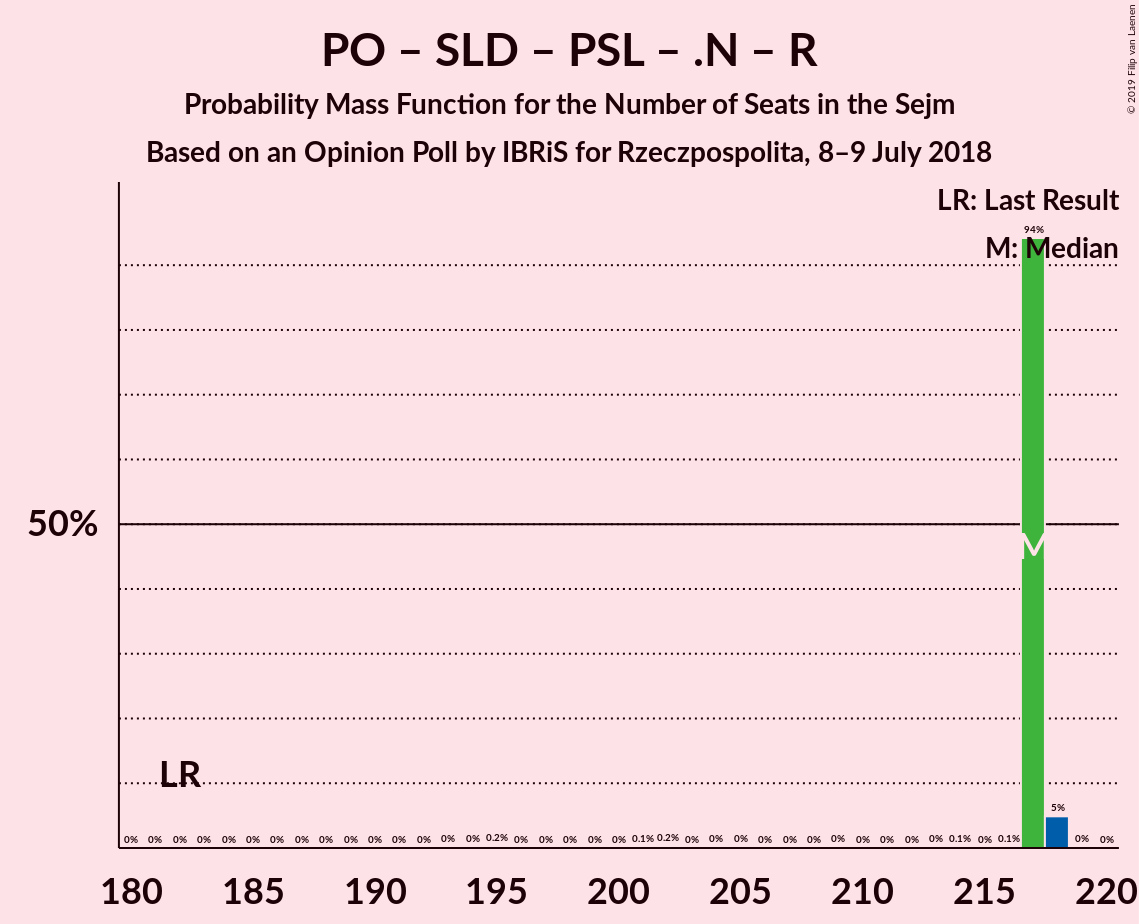 PO – SLD – PSL – .N – R
Probability Mass Function for the Number of Seats in the Sejm
Based on an Opinion Poll by IBRiS for Rzeczpospolita, 8–9 July 2018
© 2019 Filip van Laenen
LR: Last Result
94%
M: Median
50%
M
LR
5%
0% 0% 0% 0% 0% 0% 0% 0% 0% 0% 0% 0% 0% 0% 0% 0.2% 0% 0% 0% 0% 0% 0.1% 0.2% 0% 0% 0% 0% 0% 0% 0% 0% 0% 0% 0% 0.1% 0% 0.1% 0% 0%
180 185 190 195 200 205 210 215 220